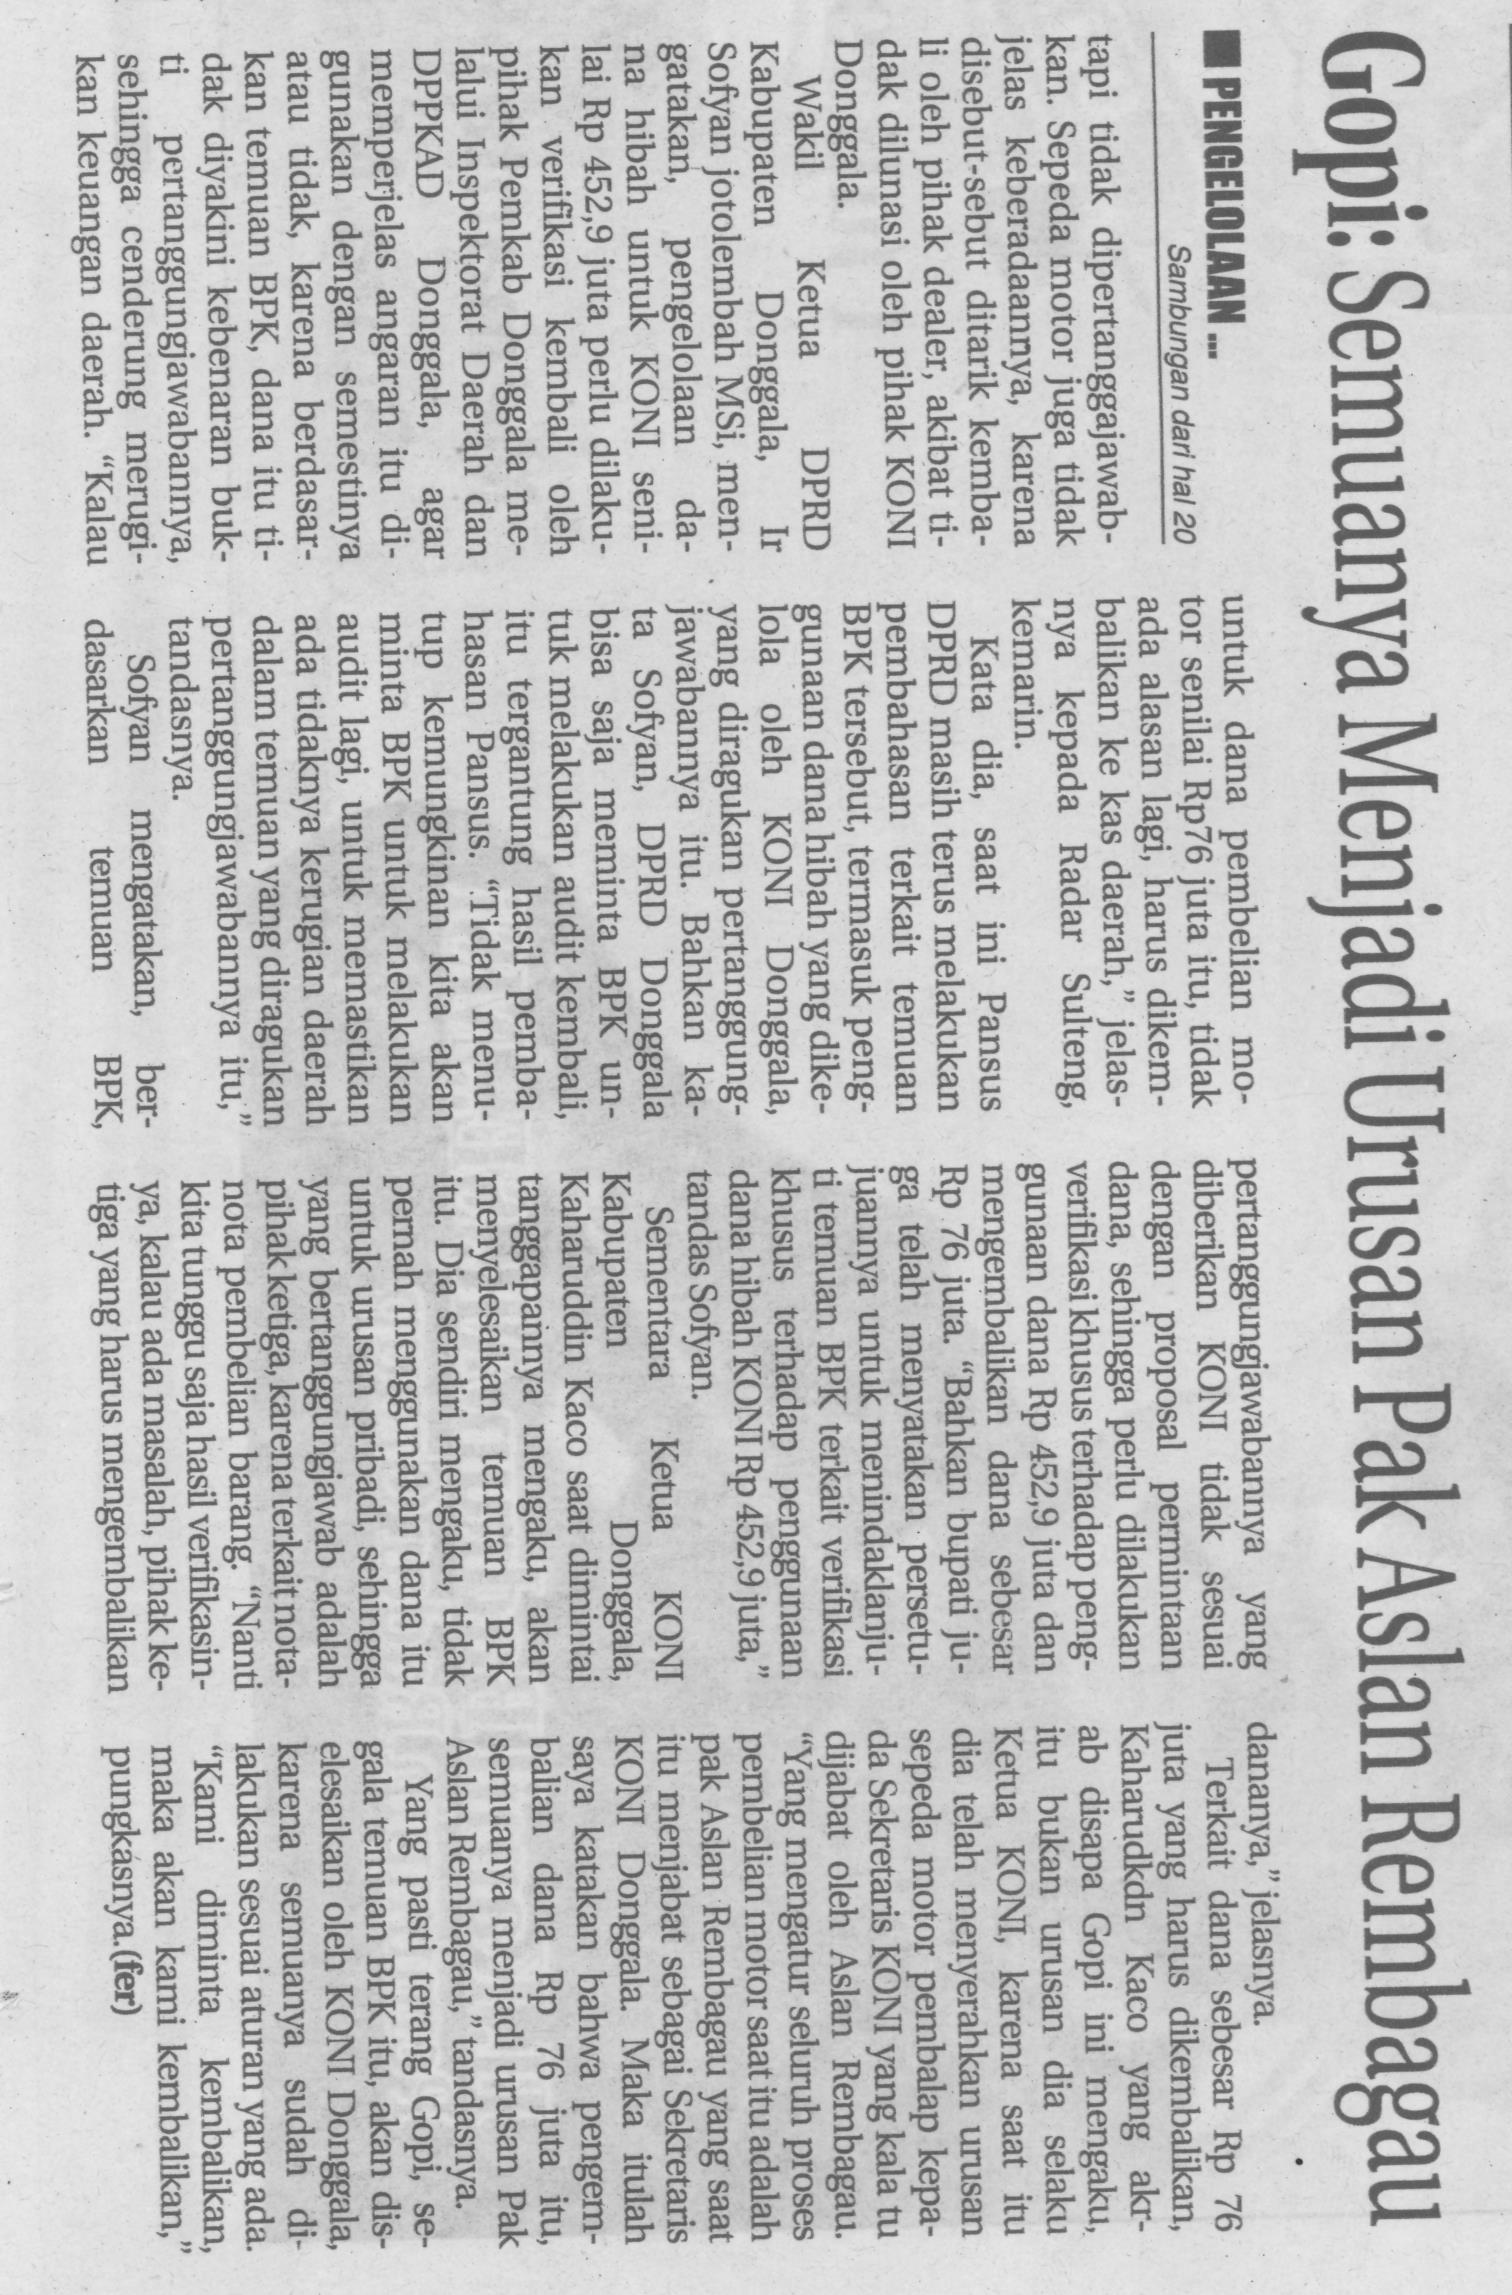 Gopi: Semuanya Menjadi Urusan Pak Aslan Rembagau
■ PENGELOLAAN ...
Sambungan dari hal 20
tapi tidak dipertanggajawab-
kan. Sepeda motor juga tidak
jelas keberadaannya, karena
disebut-sebut ditarik kemba-
li oleh pihak dealer, akibat ti-
dak dilunasi oleh pihak KONI
Donggala.
Wakil Ketua DPRD
Kabupaten Donggala, Ir
Sofyan jotolembah MSi, men-
gatakan, pengelolaan da-
na hibah untuk KONI seni-
lai Rp 452,9 juta perlu dilaku-
kan verifikasi kembali oleh
pihak Pemkab Donggala me-
lalui Inspektorat Daerah dan
DPPKAD Donggala, agar
memperjelas angaran itu di-
gunakan dengan semestinya
atau tidak, karena berdasar-
kan temuan BPK, dana itu ti-
dak diyakini kebenaran buk-
ti pertanggungjawabannya,
sehingga cenderung merugi-
kan keuangan daerah. “Kalau
untuk dana pembelian mo-
tor senilai Rp76 juta itu, tidak
ada alasan lagi, harus dikem-
balikan ke kas daerah,” jelas-
nya kepada Radar Sulteng,
kemarin.
Kata dia, saat ini Pansus
DPRD masih terus melakukan
pembahasan terkait temuan
BPK tersebut, termasuk peng-
gunaan dana hibah yang dike-
lola oleh KONI Donggala,
yang diragukan pertanggung-
jawabannya itu. Bahkan ka-
ta Sofyan, DPRD Donggala
bisa saja meminta BPK un-
tuk melakukan audit kembali,
itu tergantung hasil pemba-
hasan Pansus. “Tidak menu-
tup kemungkinan kita akan
minta BPK untuk melakukan
audit lagi, untuk memastikan
ada tidaknya kerugian daerah
dalam temuan yang diragukan
pertanggungjawabannya itu,”
tandasnya.
Sofyan mengatakan, ber-
dasarkan temuan BPK,
pertanggungjawabannya yang
diberikan KONI tidak sesuai
dengan proposal permintaan
dana, sehingga perlu dilakukan
verifikasi khusus terhadap peng-
gunaan dana Rp 452,9 juta dan
mengembalikan dana sebesar
Rp 76 juta. “Bahkan bupati ju-
ga telah menyatakan persetu-
juannya untuk menindaklanju-
ti temuan BPK terkait verifikasi
khusus terhadap penggunaan
dana hibah KONI Rp 452,9 juta,”
tandas Sofyan.
Sementara Ketua KONI
Kabupaten Donggala,
Kaharuddin Kaco saat dimintai
tanggapannya mengaku, akan
menyelesaikan temuan BPK
itu. Dia sendiri mengaku, tidak
pernah menggunakan dana itu
untuk urusan pribadi, sehingga
yang bertanggungjawab adalah
pihak ketiga, karena terkait nota-
nota pembelian barang. “Nanti
kita tunggu saja hasil verifikasin-
ya, kalau ada masalah, pihak ke-
tiga yang harus mengembalikan
dananya,” jelasnya.
Terkait dana sebesar Rp 76
juta yang harus dikembalikan,
Kaharudkdn Kaco yang akr-
ab disapa Gopi ini mengaku,
itu bukan urusan dia selaku
Ketua KONI, karena saat itu
dia telah menyerahkan urusan
sepeda motor pembalap kepa-
da Sekretaris KONI yang kala tu
dijabat oleh Aslan Rembagau.
“Yang mengatur seluruh proses
pembelian motor saat itu adalah
pak Aslan Rembagau yang saat
itu menjabat sebagai Sekretaris
KONI Donggala. Maka itulah
saya katakan bahwa pengem-
balian dana Rp 76 juta itu,
semuanya menjadi urusan Pak
Aslan Rembagau,” tandasnya.
Yang pasti terang Gopi, se-
gala temuan BPK itu, akan dis-
elesaikan oleh KONI Donggala,
karena semuanya sudah di-
lakukan sesuai aturan yang ada.
“Kami diminta kembalikan,
maka akan kami kembalikan,”
pungkasnya.(fer)